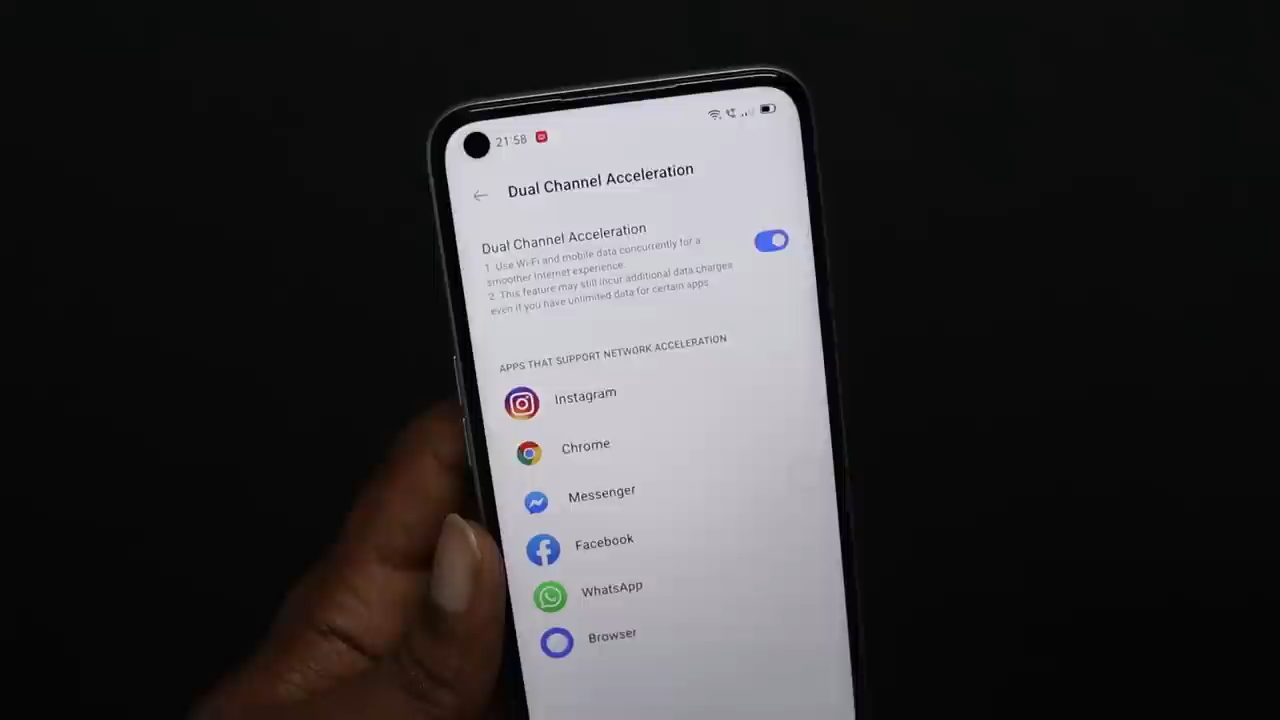 21:58
Dual Channel Acceleration
Dual Channel Acceleration
1. Use Wi-Fi and mobile data concurrently for a
smoother Internet experience.
2. This feature may still incur additional data charges
even if you have unlimited data for certain apps.
APPS THAT SUPPORT NETWORK ACCELERATION
Instagram
Chrome
Messenger
Facebook
WhatsApp
Browser